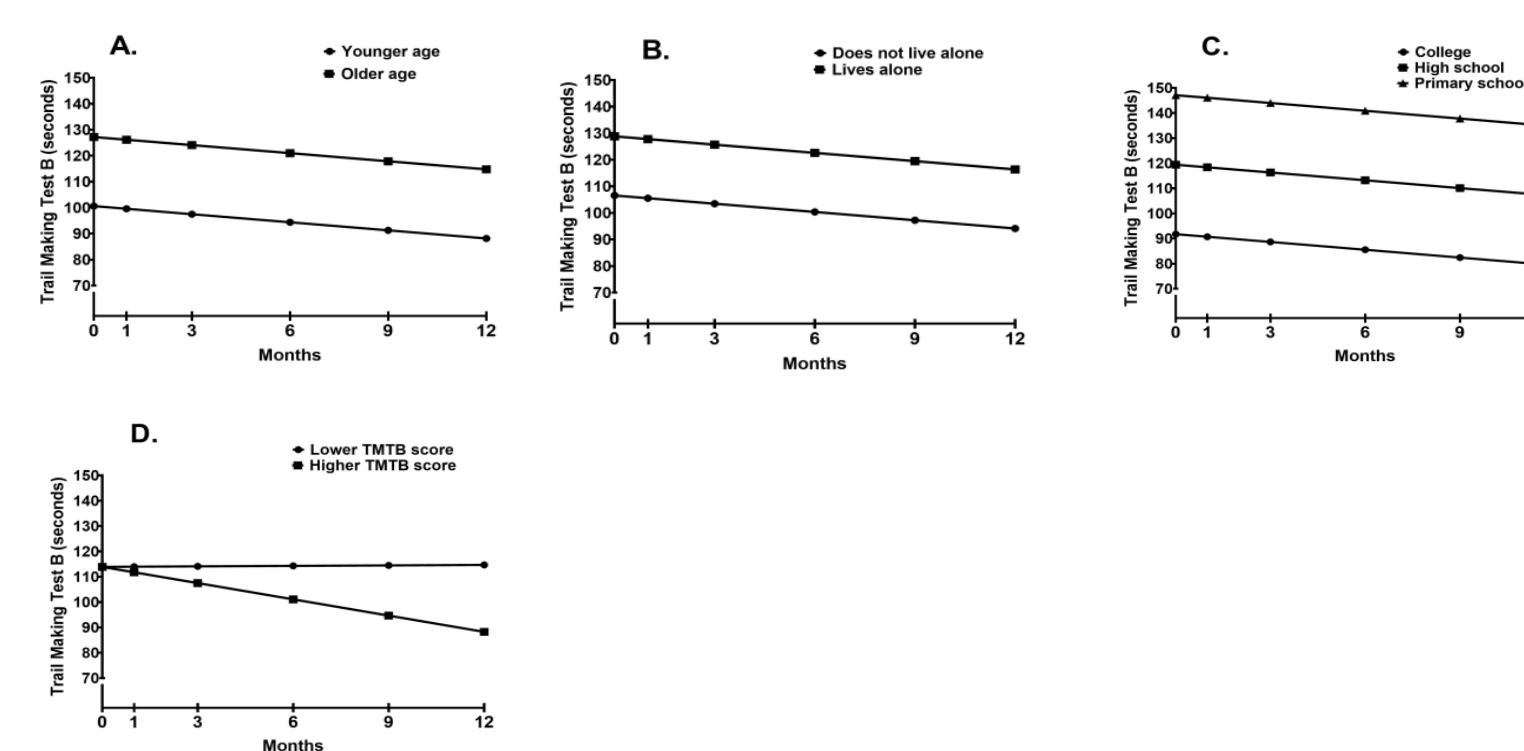 A.
Younger age
Older age
Trail Making Test B (seconds)
150
140
130
120
110
100
90
80
70
0 1 3 6 9 12
Months
B.
Does not live alone
Lives alone
Trail Making Test B (seconds)
150
140
130
120
110
100
90
80
70
0 1 3 6 9 12
Months
C.
College
High school
Primary schoo
Trail Making Test B (seconds)
150
140
130
120
110
100
90
80
70
0 1 3 6 9
Months
D.
Lower TMTB score
Higher TMTB score
Trail Making Test B (seconds)
150
140
130
120
110
100
90
80
70
0 1 3 6 9 12
Months